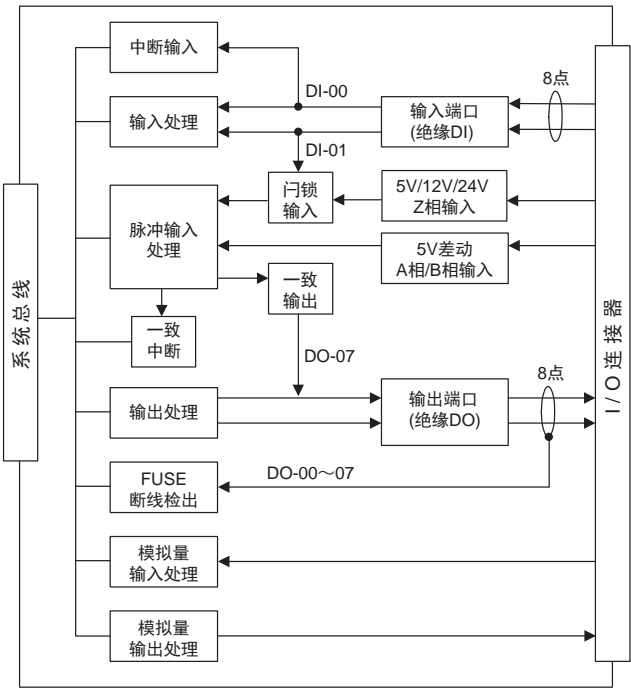 中断输入
8点
DI-00
输入处理
输入端口
(绝缘DI)
DI-01
闩锁
输入
5V/12V/24V
Z相输入
脉冲输入
处理
5V差动
A相/B相输入
一致
输出
系统总线
I/O连接器
一致
中断
DO-07
8点
输出处理
输出端口
(绝缘DO)
FUSE
断线检出
DO-00～07
模拟量
输入处理
模拟量
输出处理